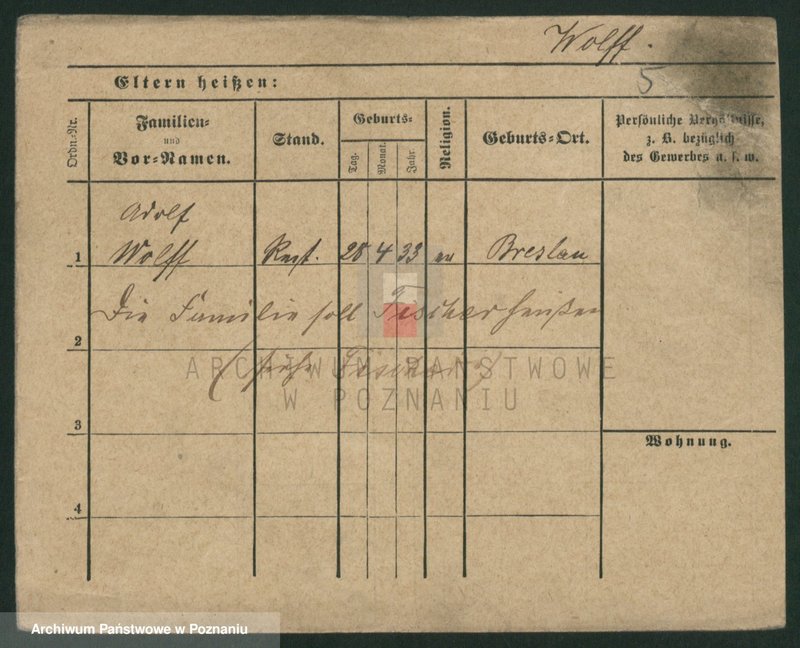 Wolff.
5
Eltern heißen:
Ordn.-Nr.
Familien-
und
Vor-Namen.
Stand.
Geburts-
Tag.
Monat.
Jahr.
Religion.
Geburts-Ort.
Persönliche Verhältnisse,
z. B. bezüglich
des Gewerbes u. s. w.
Adolf
1 Wolff 28 4 33 Breslau
Die Familie soll Fischer heißen
2
(siehe Fischer)
ARCHIWUM PAŃSTWOWE
W POZNANIU
3
Wohnung.
4
Archiwum Państwowe w Poznaniu